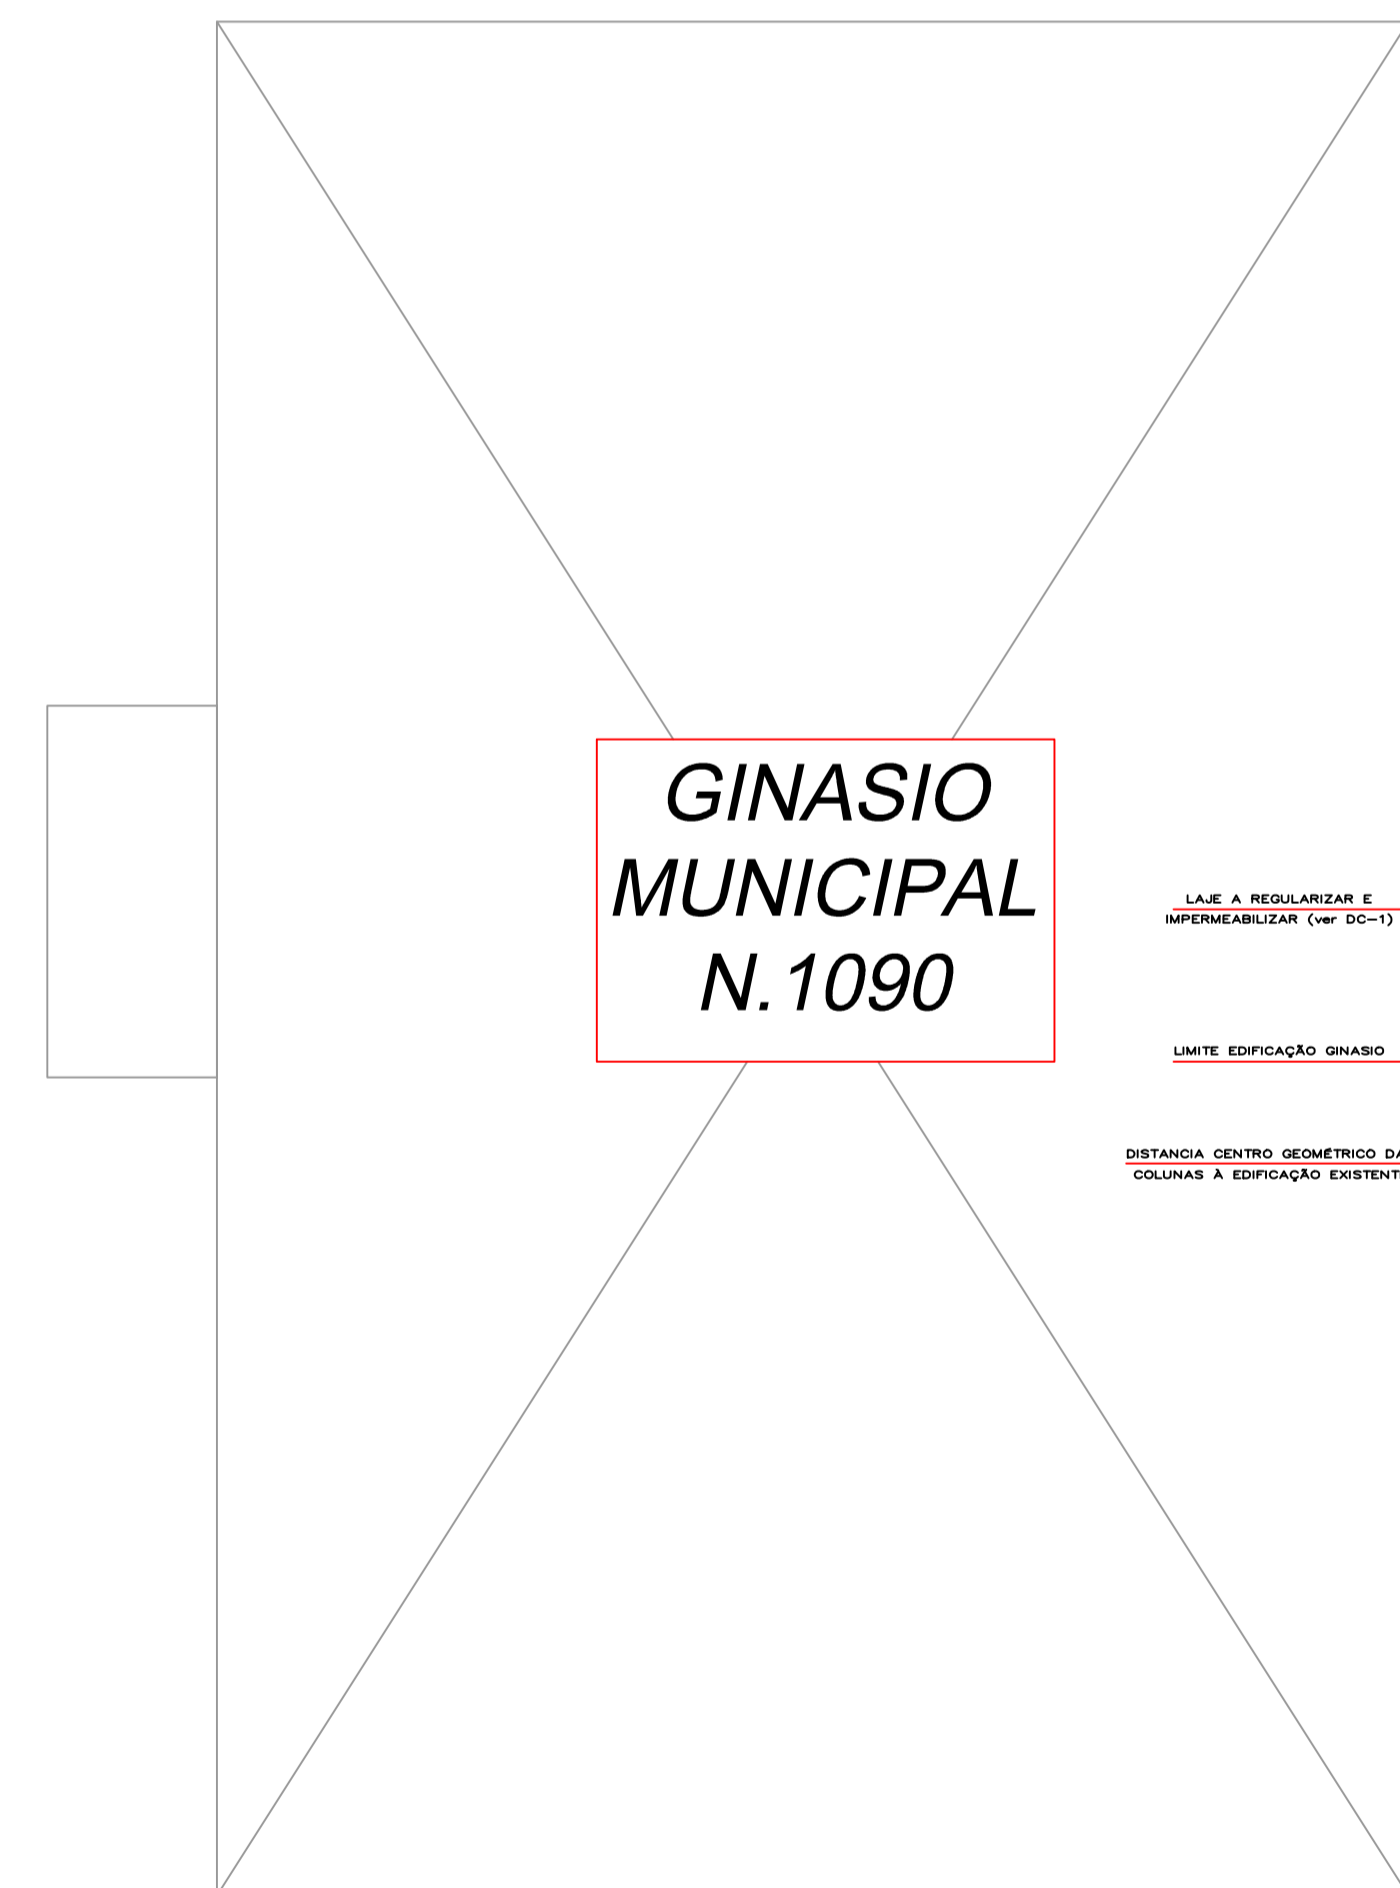 GINASIO
MUNICIPAL
N.1090
LAJE A REGULARIZAR E
IMPERMEABILIZAR (ver DC-1)
LIMITE EDIFICAÇÃO GINASIO
DISTANCIA CENTRO GEOMÉTRICO
COLUNAS À EDIFICAÇÃO